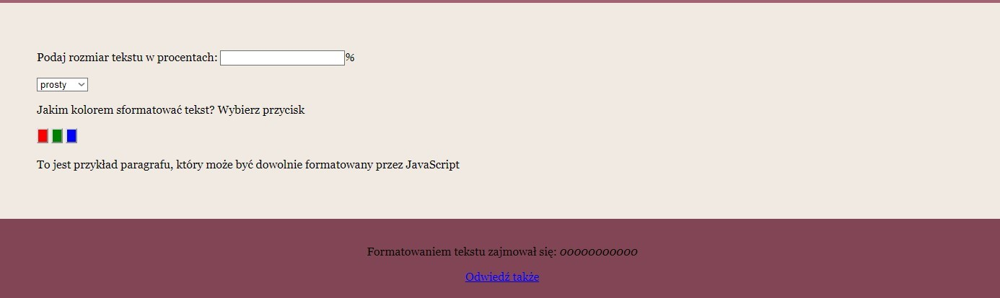 Podaj rozmiar tekstu w procentach: %
prosty
Jakim kolorem sformatować tekst? Wybierz przycisk
To jest przykład paragrafu, który może być dowolnie formatowany przez JavaScript
Formatowaniem tekstu zajmował się: 00000000000
Odwiedź także